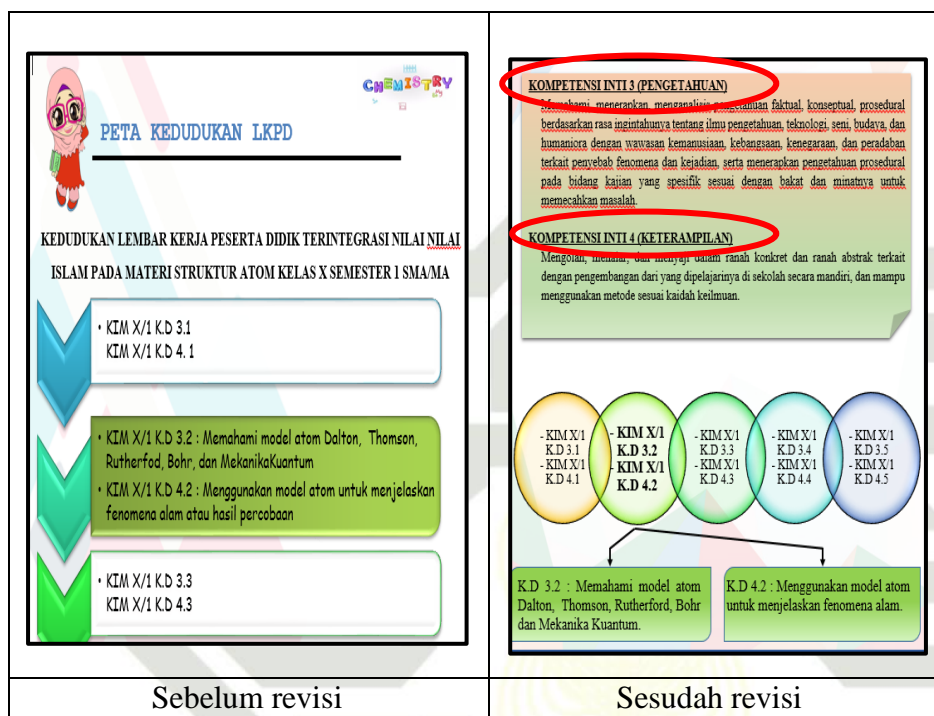 CHEMISTRY
PETA KEDUDUKAN LKPD
KEDUDUKAN LEMBAR KERJA PESERTA DIDIK TERINTEGRASI NILAI NILAI
ISLAM PADA MATERI STRUKTUR ATOM KELAS X SEMESTER 1 SMA/MA
• KIM X/1 K.D 3.1
KIM X/1 K.D 4. 1
• KIM X/1 K.D 3.2 : Memahami model atom Dalton, Thomson,
Rutherfod, Bohr, dan MekanikaKuantum
• KIM X/1 K.D 4.2 : Menggunakan model atom untuk menjelaskan
fenomena alam atau hasil percobaan
• KIM X/1 K.D 3.3
KIM X/1 K.D 4.3
Sebelum revisi
KOMPETENSI INTI 3 (PENGETAHUAN)
Memahami, menerapkan, menganalisis pengetahuan faktual, konseptual, prosedural
berdasarkan rasa ingintahunya tentang ilmu pengetahuan, teknologi, seni, budaya, dan
humaniora dengan wawasan kemanusiaan, kebangsaan, kenegaraan, dan peradaban
terkait penyebab fenomena dan kejadian, serta menerapkan pengetahuan prosedural
pada bidang kajian yang spesifik sesuai dengan bakat dan minatnya untuk
memecahkan masalah.
KOMPETENSI INTI 4 (KETERAMPILAN)
Mengolah, menalar, dan menyaji dalam ranah konkret dan ranah abstrak terkait
dengan pengembangan dari yang dipelajarinya di sekolah secara mandiri, dan mampu
menggunakan metode sesuai kaidah keilmuan.
- KIM X/1
K.D 3.1
- KIM X/1
K.D 4.1
- KIM X/1
K.D 3.2
- KIM X/1
K.D 4.2
- KIM X/1
K.D 3.3
- KIM X/1
K.D 4.3
- KIM X/1
K.D 3.4
- KIM X/1
K.D 4.4
- KIM X/1
K.D 3.5
- KIM X/1
K.D 4.5
K.D 3.2 : Memahami model atom
Dalton, Thomson, Rutherford, Bohr
dan Mekanika Kuantum.
K.D 4.2 : Menggunakan model atom
untuk menjelaskan fenomena alam.
Sesudah revisi